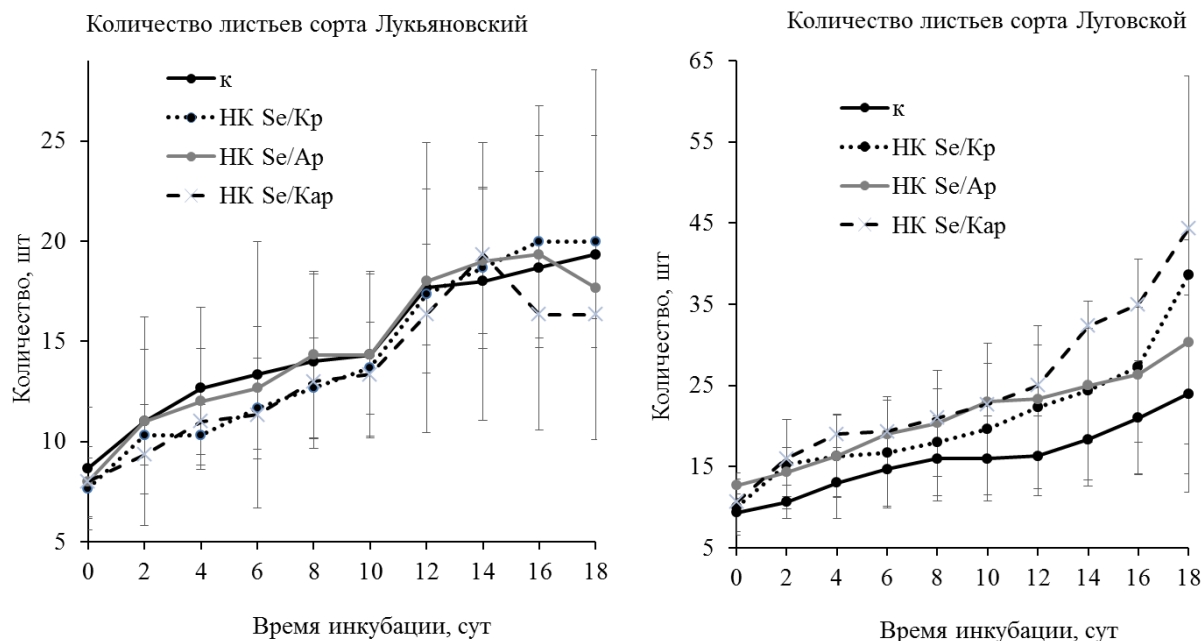 Количество листьев сорта Лукьяновский
к
НК Se/Кр
НК Se/Ар
НК Se/Кар
Количество, шт
25
20
15
10
5
0 2 4 6 8 10 12 14 16 18
Время инкубации, сут
Количество листьев сорта Луговской
65
55
45
35
25
15
5
к
НК Se/Кр
НК Se/Ар
НК Se/Кар
Количество, шт
0 2 4 6 8 10 12 14 16 18
Время инкубации, сут